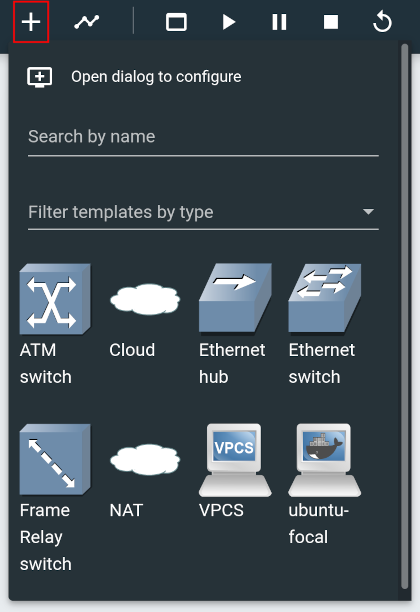 Open dialog to configure
Search by name
Filter templates by type
ATM switch
Cloud
Ethernet hub
Ethernet switch
VPCS
Frame Relay switch
NAT
VPCS
ubuntu-focal